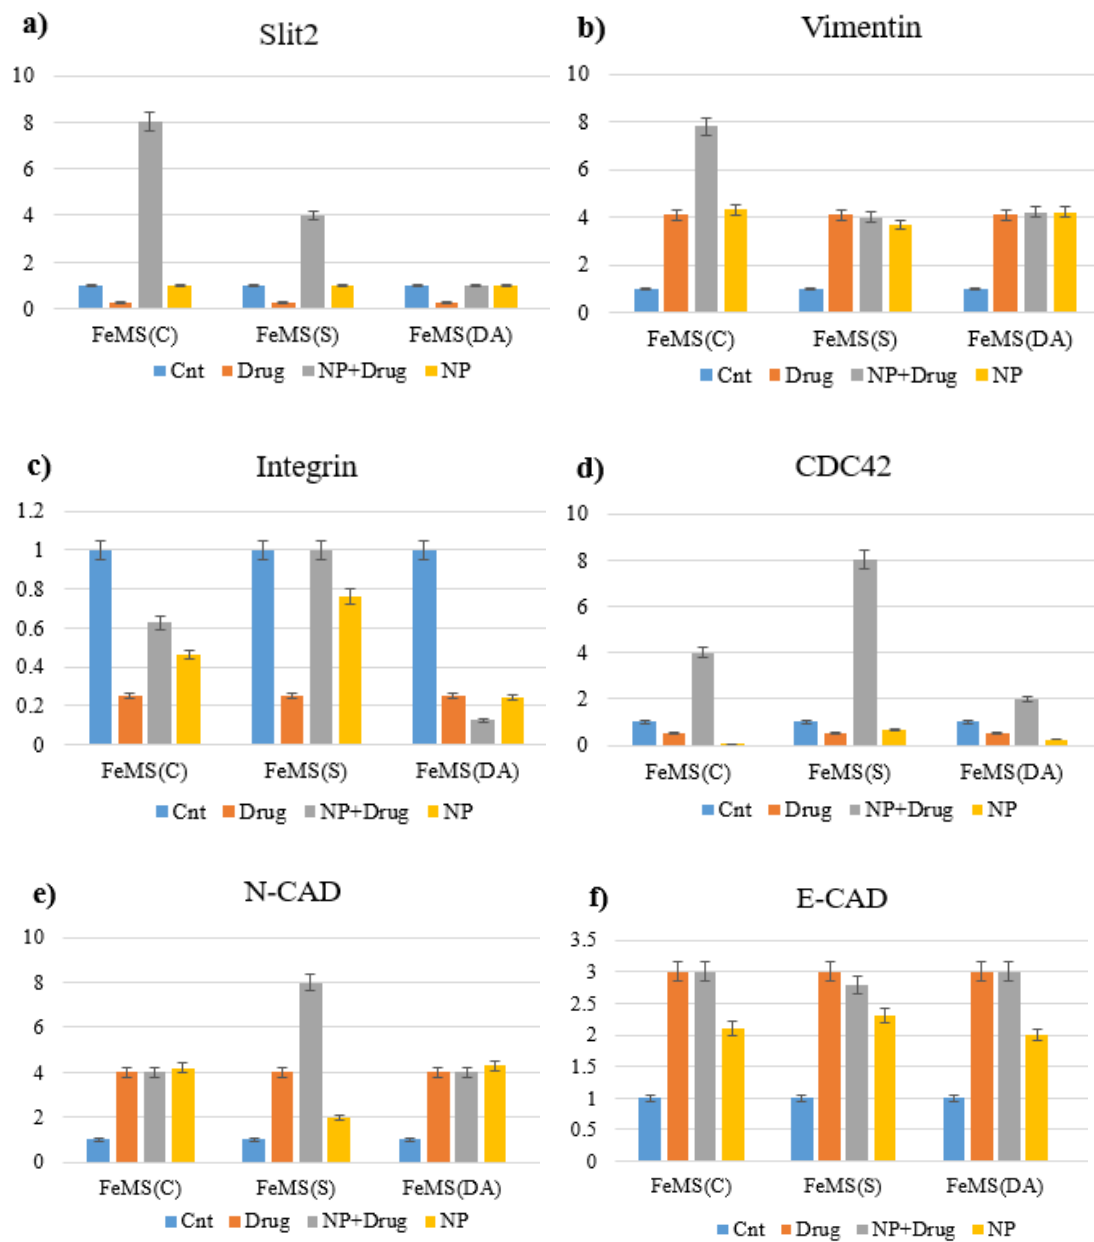 a)
Slit2
10
8
6
4
2
0
FeMS(C) FeMS(S) FeMS(DA)
Cnt Drug NP+Drug NP
b)
Vimentin
10
8
6
4
2
0
FeMS(C) FeMS(S) FeMS(DA)
Cnt Drug NP+Drug NP
c)
Integrin
1.2
1
0.8
0.6
0.4
0.2
0
FeMS(C) FeMS(S) FeMS(DA)
Cnt Drug NP+Drug NP
d)
CDC42
10
8
6
4
2
0
FeMS(C) FeMS(S) FeMS(DA)
Cnt Drug NP+Drug NP
e)
N-CAD
10
8
6
4
2
0
FeMS(C) FeMS(S) FeMS(DA)
Cnt Drug NP+Drug NP
f)
E-CAD
3.5
3
2.5
2
1.5
1
0.5
0
FeMS(C) FeMS(S) FeMS(DA)
Cnt Drug NP+Drug NP